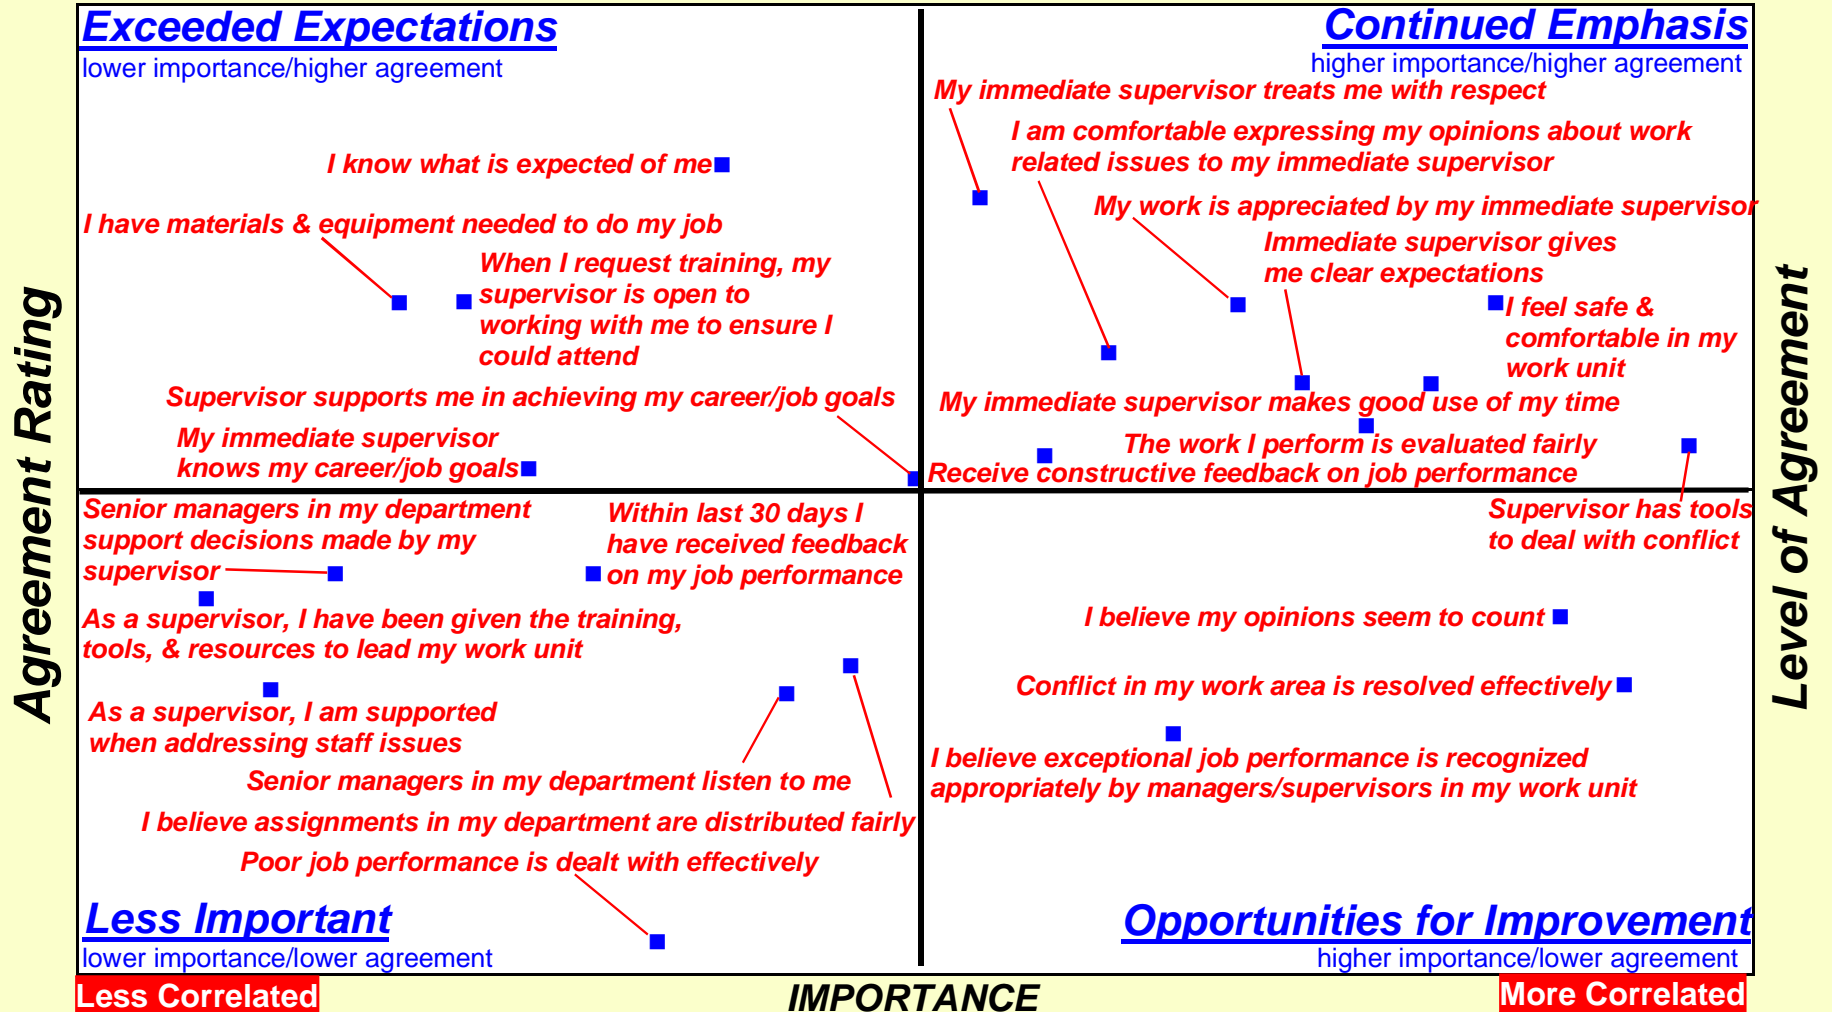 Exceeded Expectations
lower importance/higher agreement
Continued Emphasis
higher importance/higher agreement
My immediate supervisor treats me with respect
I am comfortable expressing my opinions about work
related issues to my immediate supervisor
I know what is expected of me
My work is appreciated by my immediate supervisor
I have materials & equipment needed to do my job
Immediate supervisor gives
me clear expectations
When I request training, my
supervisor is open to
working with me to ensure I
could attend
I feel safe &
comfortable in my
work unit
Supervisor supports me in achieving my career/job goals
My immediate supervisor makes good use of my time
My immediate supervisor
knows my career/job goals
The work I perform is evaluated fairly
Receive constructive feedback on job performance
Agreement Rating
Level of Agreement
Senior managers in my department
support decisions made by my
supervisor
Within last 30 days I
have received feedback
on my job performance
Supervisor has tools
to deal with conflict
As a supervisor, I have been given the training,
tools, & resources to lead my work unit
I believe my opinions seem to count
Conflict in my work area is resolved effectively
As a supervisor, I am supported
when addressing staff issues
I believe exceptional job performance is recognized
appropriately by managers/supervisors in my work unit
Senior managers in my department listen to me
I believe assignments in my department are distributed fairly
Poor job performance is dealt with effectively
Less Important
lower importance/lower agreement
Opportunities for Improvement
higher importance/lower agreement
Less Correlated
IMPORTANCE
More Correlated